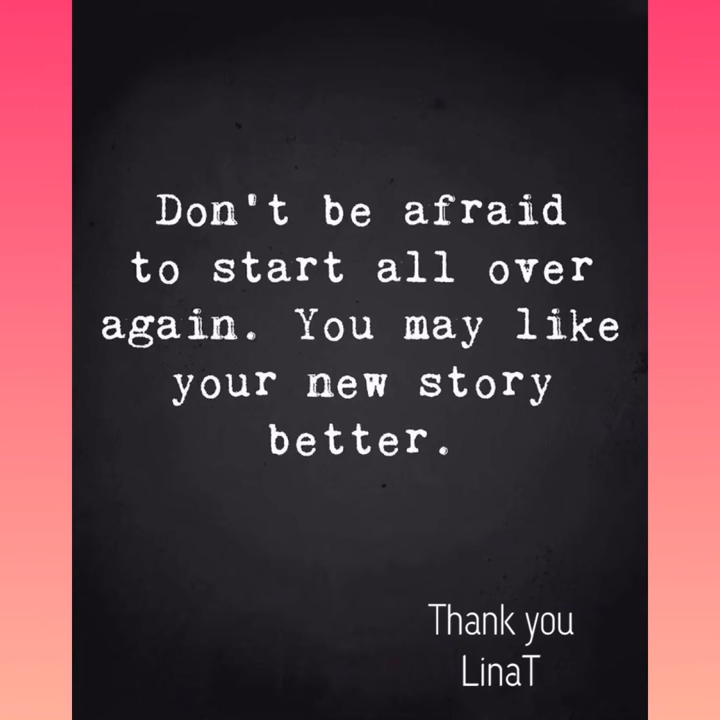 Don't be afraid
to start all over
again. You may like
your new story
better.
Thank you
LinaT